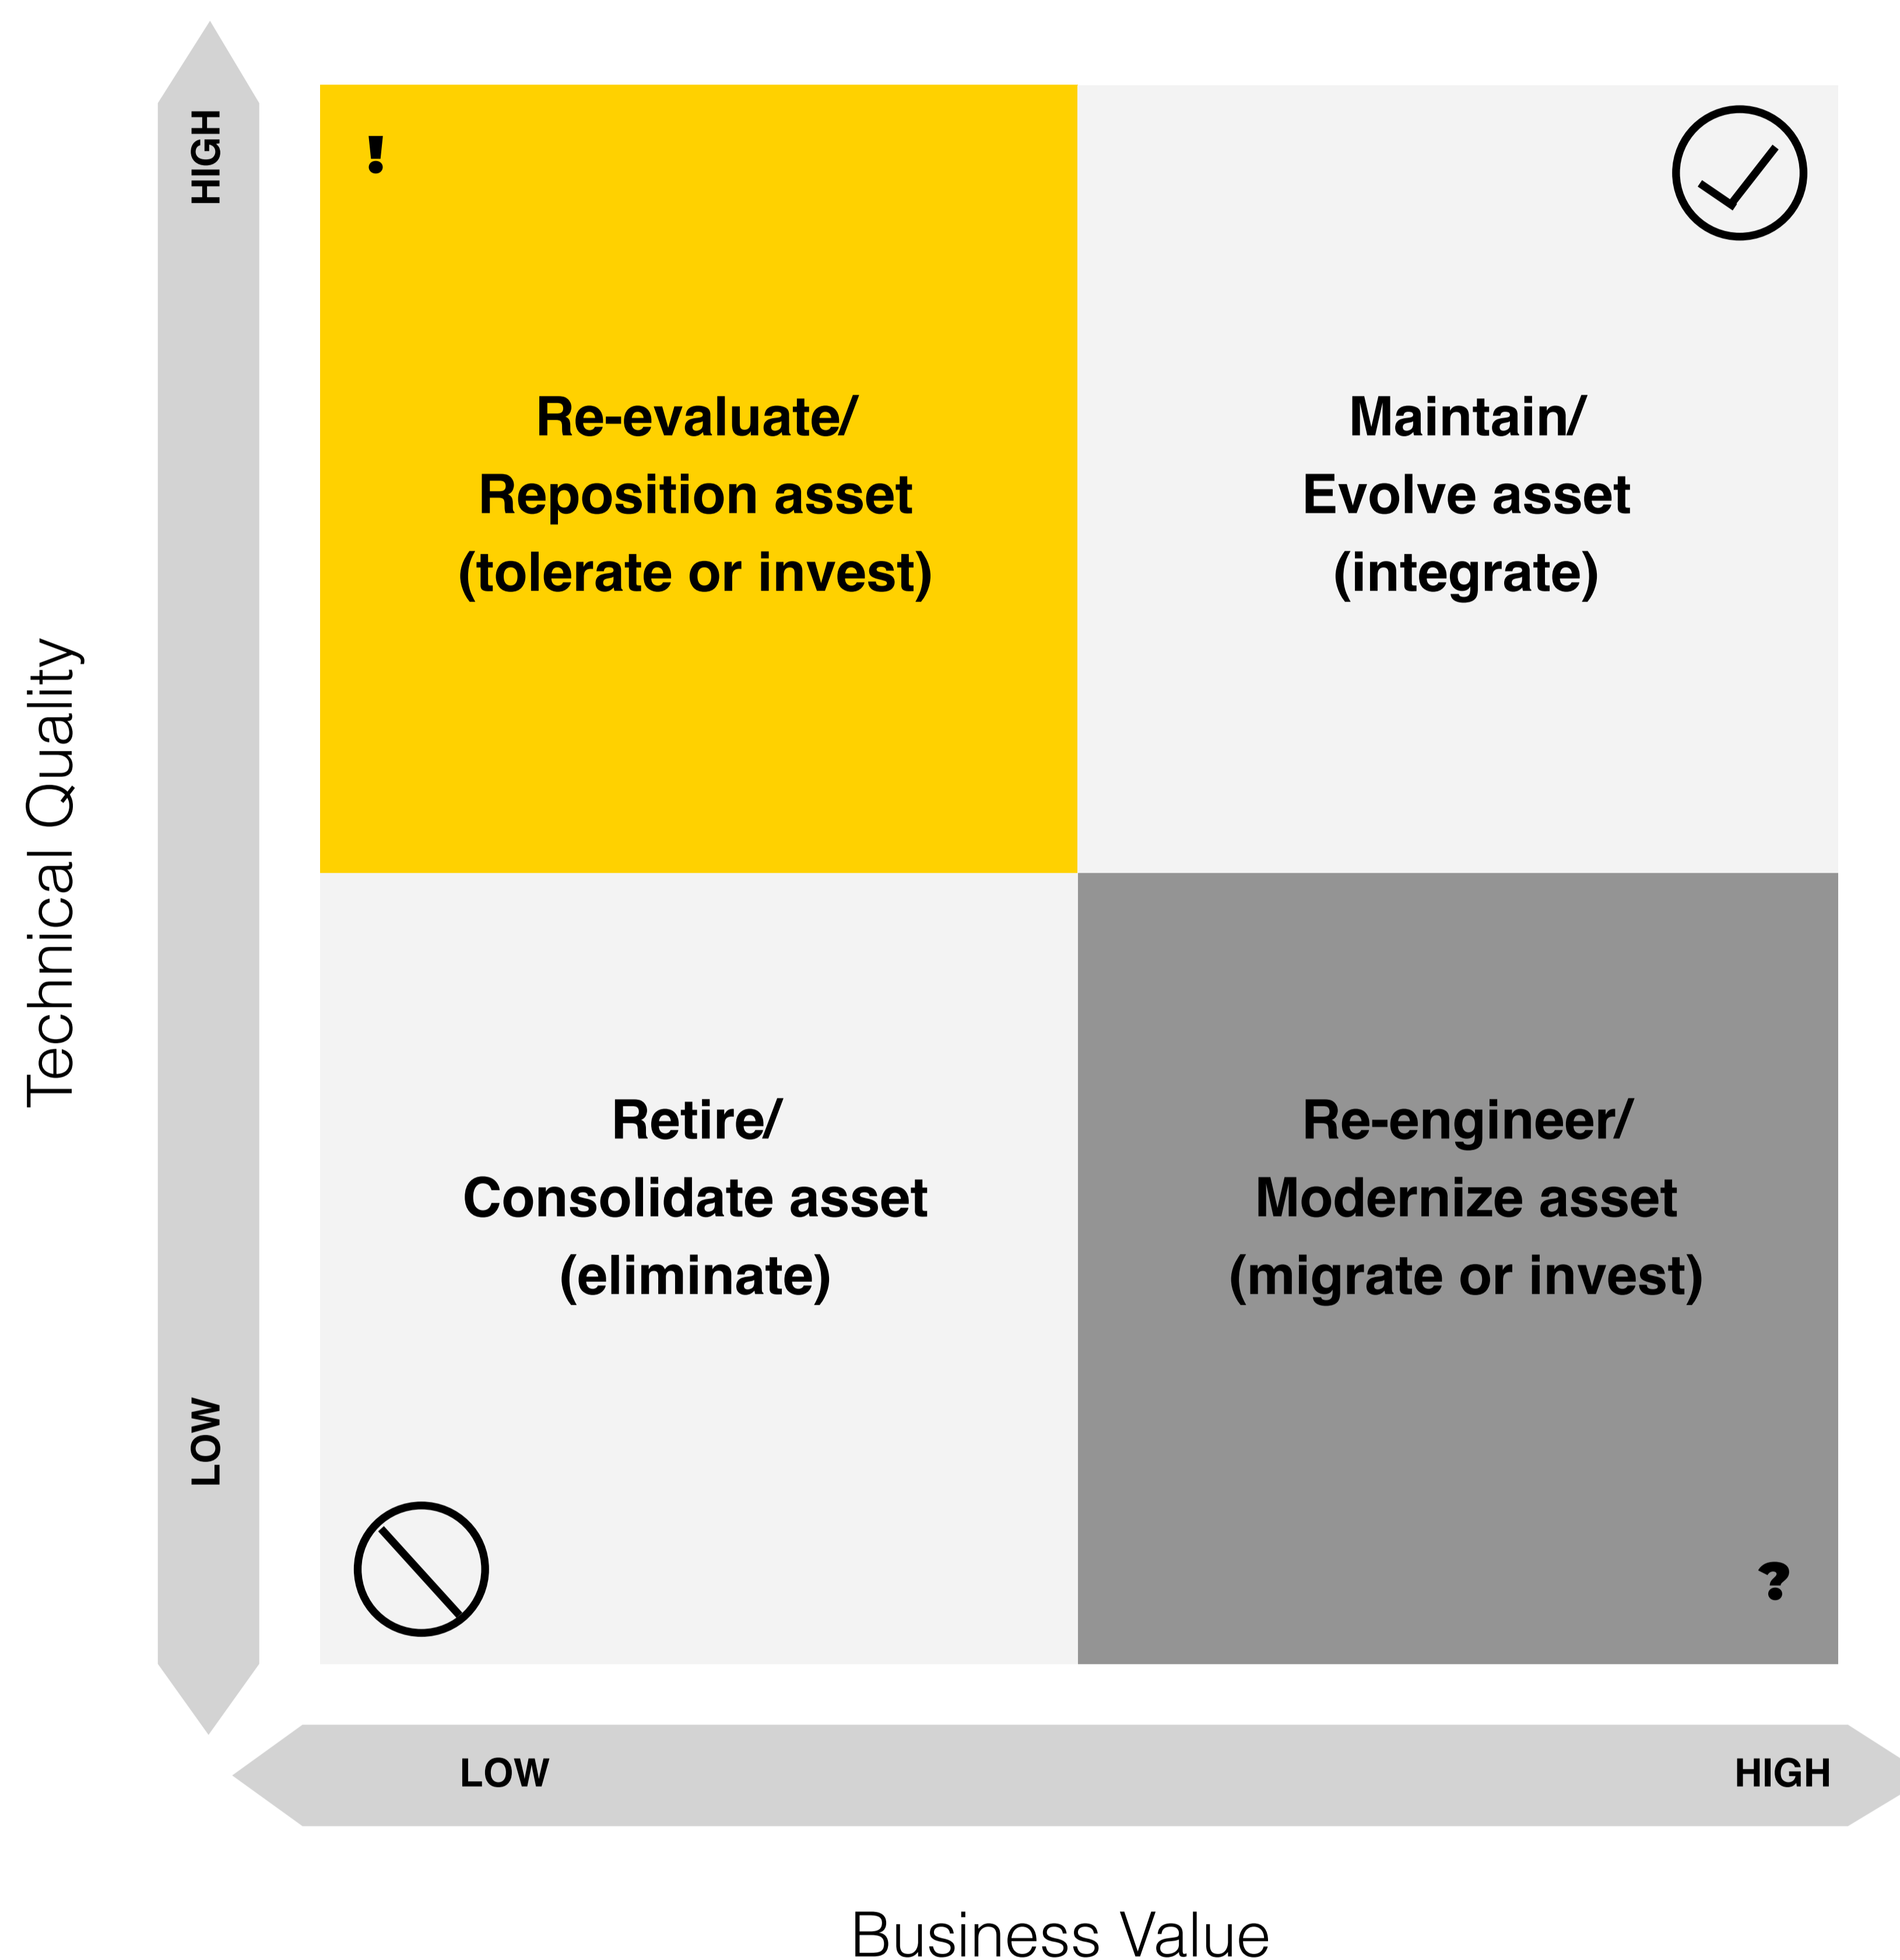 HIGH
!
Re-evaluate/
Reposition asset
(tolerate or invest)
Maintain/
Evolve asset
(integrate)
Technical Quality
Retire/
Consolidate asset
(eliminate)
Re-engineer/
Modernize asset
(migrate or invest)
LOW
?
LOW
HIGH
Business Value